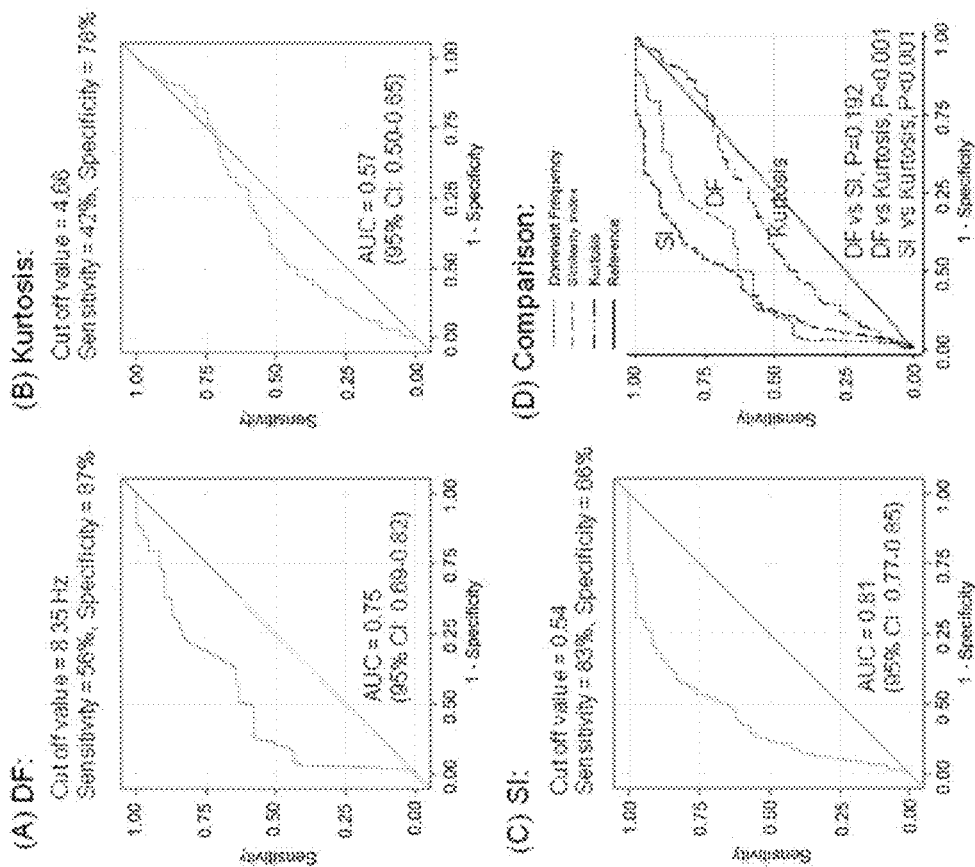 (A) DF:
Cut off value = 8.35 Hz
Sensitivity =56%, Specificity = 87%
1.00
0.75
0.50
0.25
0.00
Sensitivity
AUC = 0.75
(95% CI: 0.69-0.82)
0.00 0.50 0.25 0.75 1.00
1 - Specificity
(B) Kurtosis:
Cut off value = 4.66
Sensitivity = 42%, Specificity = 78%
1.00
0.75
0.50
0.25
0.00
Sensitivity
AUC = 0.57
(95% CI: 0.50-0.65)
0.00 0.50 0.25 0.75 1.00
1 - Specificity
(C) SI:
Cut off value = 0.54
Sensitivity = 83%, Specificity = 66%
1.00
0.75
0.50
0.25
0.00
Sensitivity
AUC = 0.81
(95% CI: 0.77-0.85)
0.00 0.50 0.25 0.75 1.00
1 - Specificity
(D) Comparison:
Dominant Frequency
Similarity Index
Kurtosis
Reference
1.00
0.75
0.50
0.25
0.00
Sensitivity
SI
DF
Kurtosis
DF vs SI, P=0.192
DF vs Kurtosis, P<0.001
SI vs Kurtosis, P<0.001
0.00 0.50 0.25 0.75 1.00
1 - Specificity